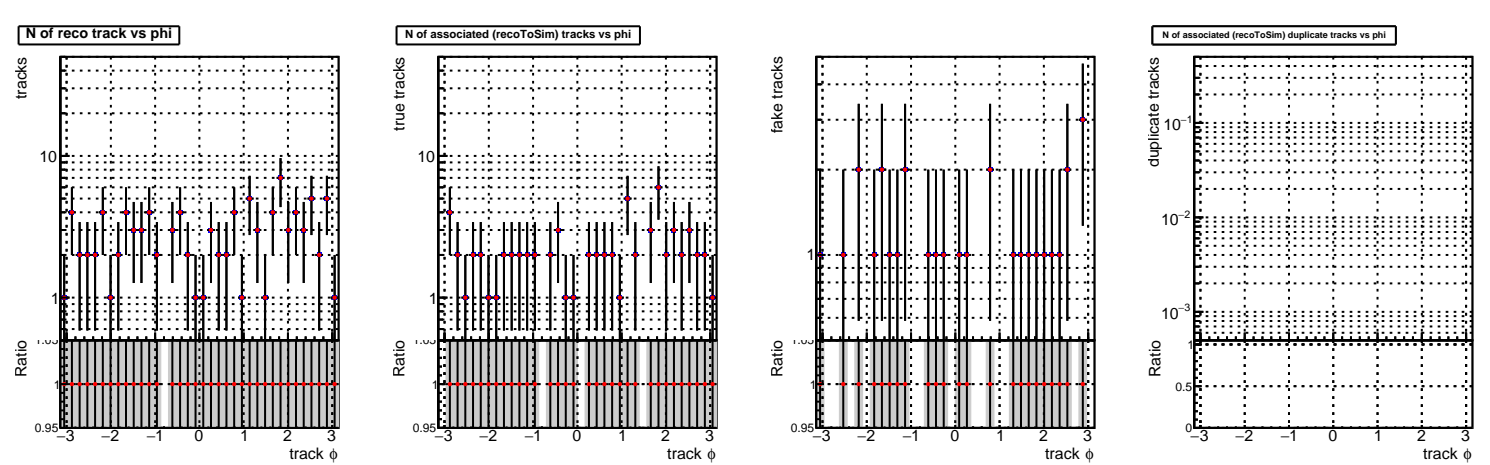 N of reco track vs phi
tracks
10
1
Ratio
1.05
1
0.95
−3 −2 −1 0 1 2 3
track ϕ
N of associated (recoToSim) tracks vs phi
true tracks
10
1
Ratio
1.05
1
0.95
−3 −2 −1 0 1 2 3
track ϕ
fake tracks
1
Ratio
1.05
1
0.95
−3 −2 −1 0 1 2 3
track ϕ
N of associated (recoToSim) duplicate tracks vs phi
duplicate tracks
10−1
10−2
10−3
Ratio
1
0.5
0
−3 −2 −1 0 1 2 3
track ϕ